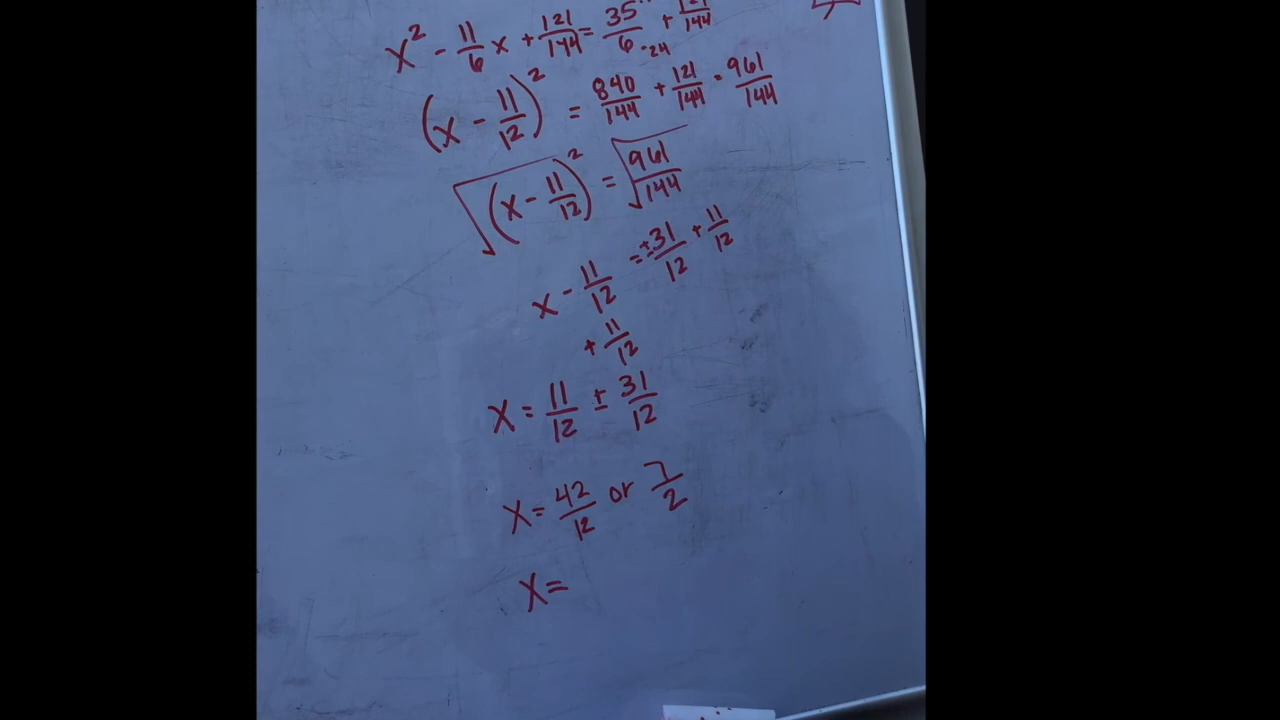 x² - 11/6 x + 121/144 = 35/6 ·24 + 121/144
(x - 11/12)² = 840/144 + 121/144 = 961/144
√(x - 11/12)² = √961/144
x - 11/12 = ±31/12 + 11/12
+ 11/12
x = 11/12 ± 31/12
x = 42/12 or 7/2
x =